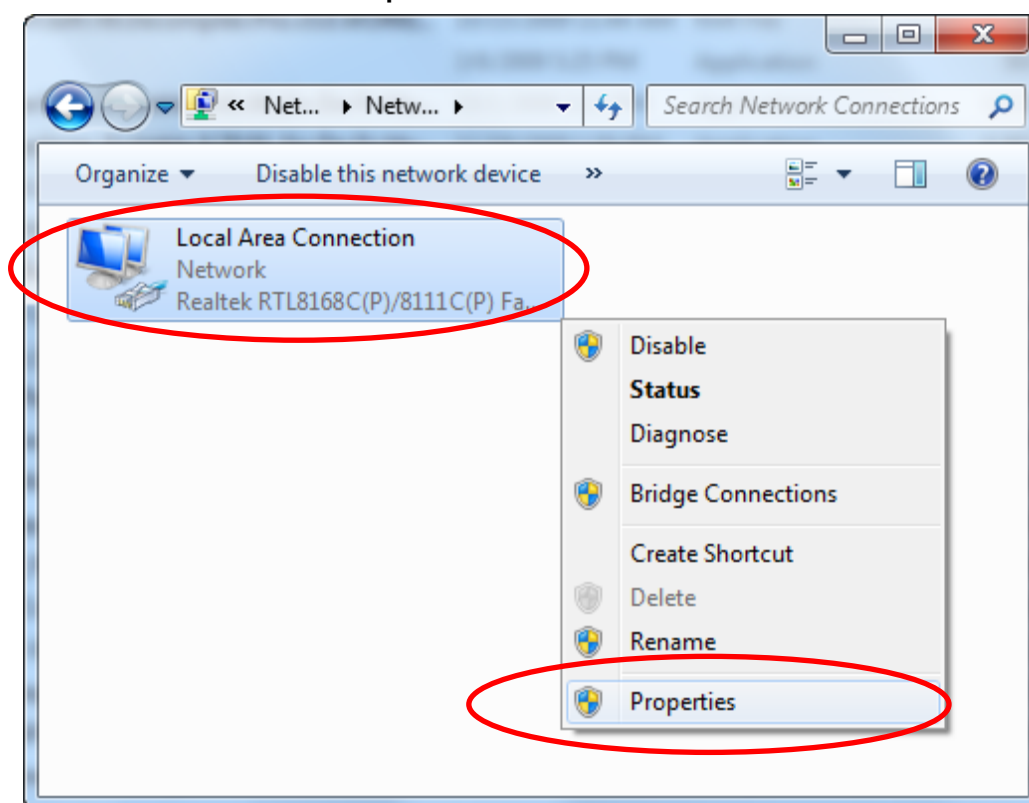 « Net... Netw...
Search Network Connections
Organize Disable this network device »
Local Area Connection
Network
Realtek RTL8168C(P)/8111C(P) Fa...
Disable
Status
Diagnose
Bridge Connections
Create Shortcut
Delete
Rename
Properties